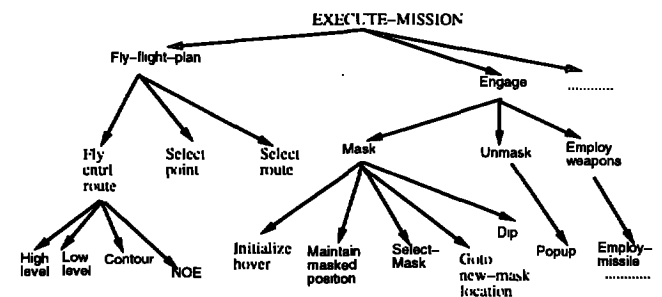 EXECUTE–MISSION
Fly–flight–plan
Engage
............
Fly
cntrl
route
Select
point
Select
route
Mask
Unmask
Employ
weapons
High
level
Low
level
Contour
NOE
Initialize
hover
Maintain
masked
position
Select–
Mask
Goto
new–mask
location
Dip
Popup
Employ–
missile
............